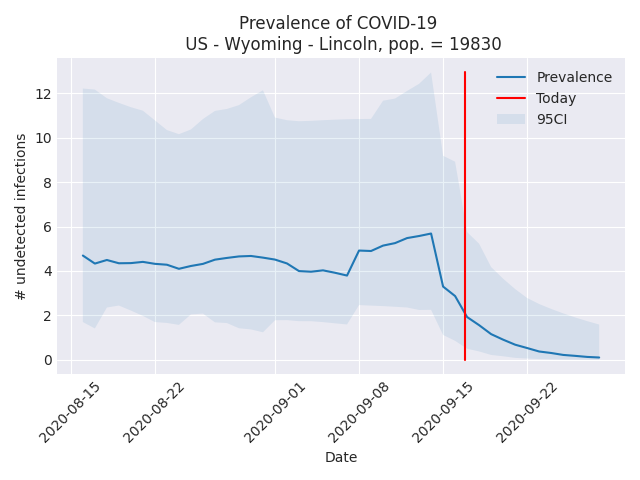 Prevalence of COVID-19
US - Wyoming - Lincoln, pop. = 19830
Prevalence
Today
95CI
# undetected infections
12
10
8
6
4
2
0
2020-08-15
2020-08-22
2020-09-01
2020-09-08
2020-09-15
2020-09-22
Date